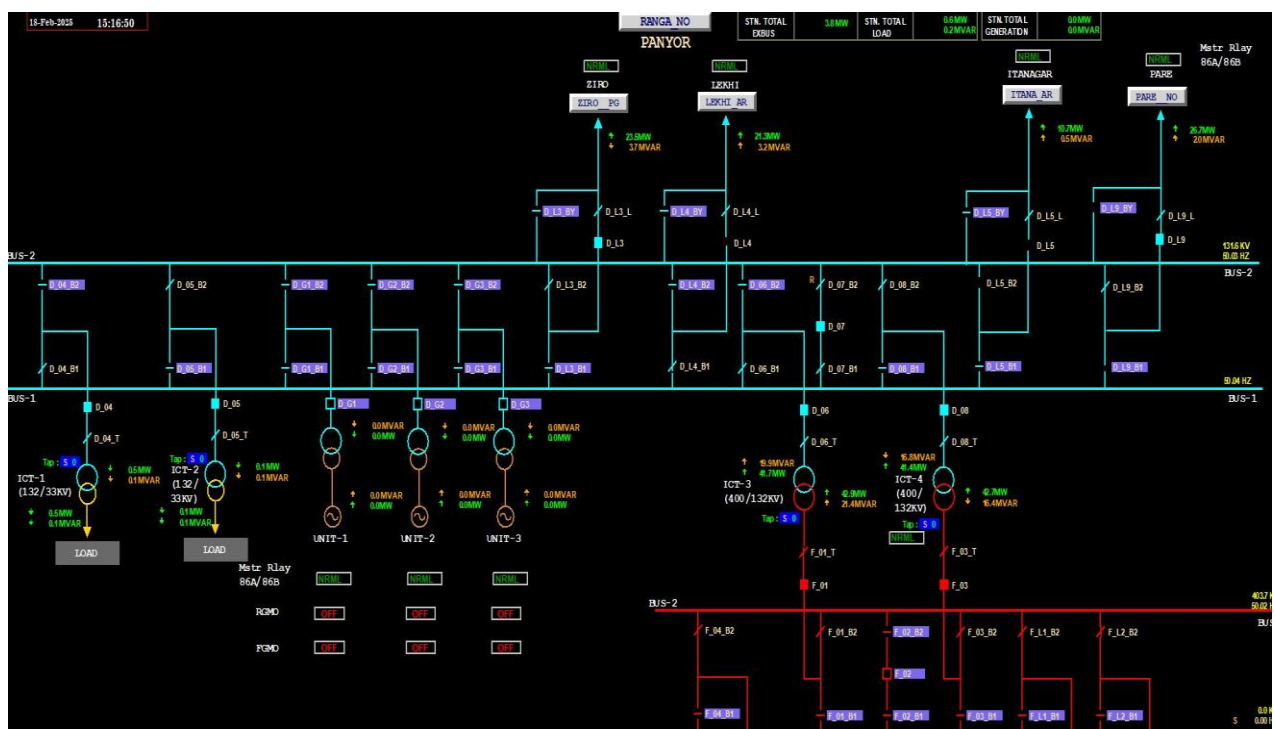 18-Feb-2025 15:16:50
RANGA_NO
PANYOR
STN. TOTAL EXBUS 3.8MW
STN. TOTAL LOAD 0.6MW 0.2MVAR
STN. TOTAL GENERATION 0.0MW 0.0MVAR
Mstr Rlay
86A/86B
NRML NRML NRML NRML
ZIRO LEKHI ITANAGAR PARE
ZIRO__PG LEKHI_AR ITANA_AR PARE__NO
23.5MW 21.3MW 26.7MW
3.7MVAR 3.2MVAR 0.5MVAR 2.0MVAR
D_L3_BY D_L3_L D_L4_BY D_L4_L D_L5_BY D_L5_L D_L9_BY D_L9_L
D_L3 D_L4 D_L5 D_L9
131.6 KV
50.03 HZ
BUS-2 BUS-2
D_04_B2 D_05_B2 D_G1_B2 D_G2_B2 D_G3_B2 D_L3_B2 D_L4_B2 D_06_B2 R D_07_B2 D_08_B2 D_L5_B2 D_L9_B2
D_07
D_04_B1 D_05_B1 D_G1_B1 D_G2_B1 D_G3_B1 D_L3_B1 D_L4_B1 D_06_B1 D_07_B1 D_08_B1 D_L5_B1 D_L9_B1
50.04 HZ
BUS-1 BUS-1
D_04 D_05 D_G1 D_G2 D_G3 D_06 D_08
D_04_T D_05_T D_06_T D_08_T
0.0MVAR 0.0MVAR 0.0MVAR
0.0MW 0.0MW 0.0MW
Tap: S 0 Tap: S 0
ICT-1
(132/33KV)
0.5MW
0.1MVAR
0.5MW
0.1MVAR
LOAD
ICT-2
(132/
33KV)
0.1MW
0.1MVAR
0.1MW
0.1MVAR
LOAD
19.9MVAR
41.7MW
ICT-3
(400/132KV)
42.9MW
21.4MVAR
Tap: S 0
16.8MVAR
41.4MW
ICT-4
(400/
132KV)
42.7MW
16.4MVAR
Tap: S 0
NRML
0.0MVAR 0.0MVAR 0.0MVAR
0.0MW 0.0MW 0.0MW
UNIT-1 UNIT-2 UNIT-3
Mstr Rlay
86A/86B NRML NRML NRML
RGMO OFF OFF OFF
FGMO OFF OFF OFF
F_01_T F_03_T
F_01 F_03
403.7 K
50.02 H
BUS-2 BUS
F_04_B2 F_01_B2 F_02_B2 F_03_B2 F_L1_B2 F_L2_B2
F_02
F_04_B1 F_01_B1 F_02_B1 F_03_B1 F_L1_B1 F_L2_B1
0.0 K
S 0.00 H